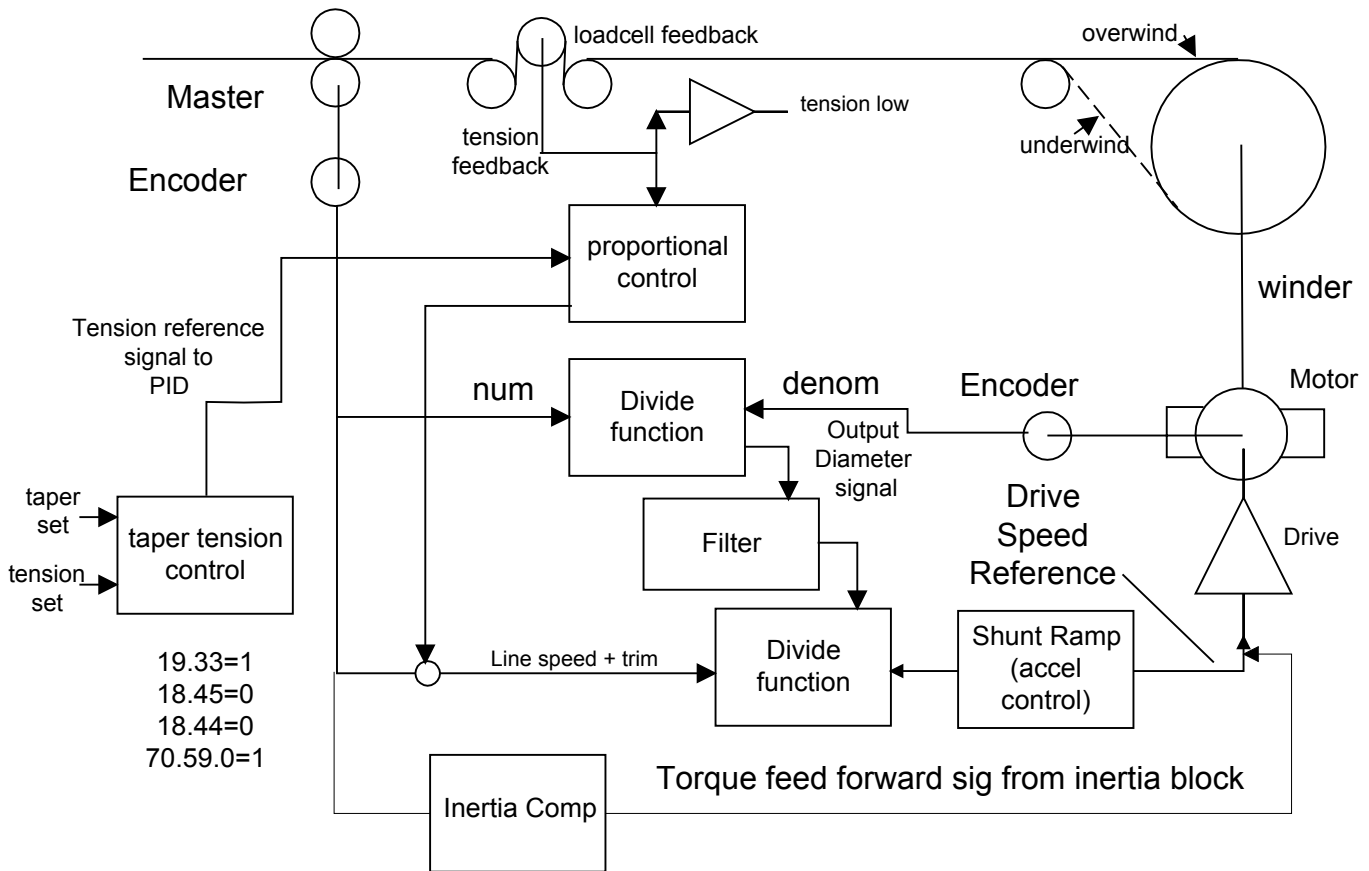 overwind
loadcell feedback
Master
tension low
tension
feedback
underwind
Encoder
proportional
control
winder
Tension reference
signal to
PID
num
Divide
function
denom
Encoder
Motor
Output
Diameter
signal
taper
set
taper tension
control
tension
set
Filter
Drive
Speed
Reference
Drive
19.33=1
18.45=0
18.44=0
70.59.0=1
Line speed + trim
Divide
function
Shunt Ramp
(accel
control)
Inertia Comp
Torque feed forward sig from inertia block